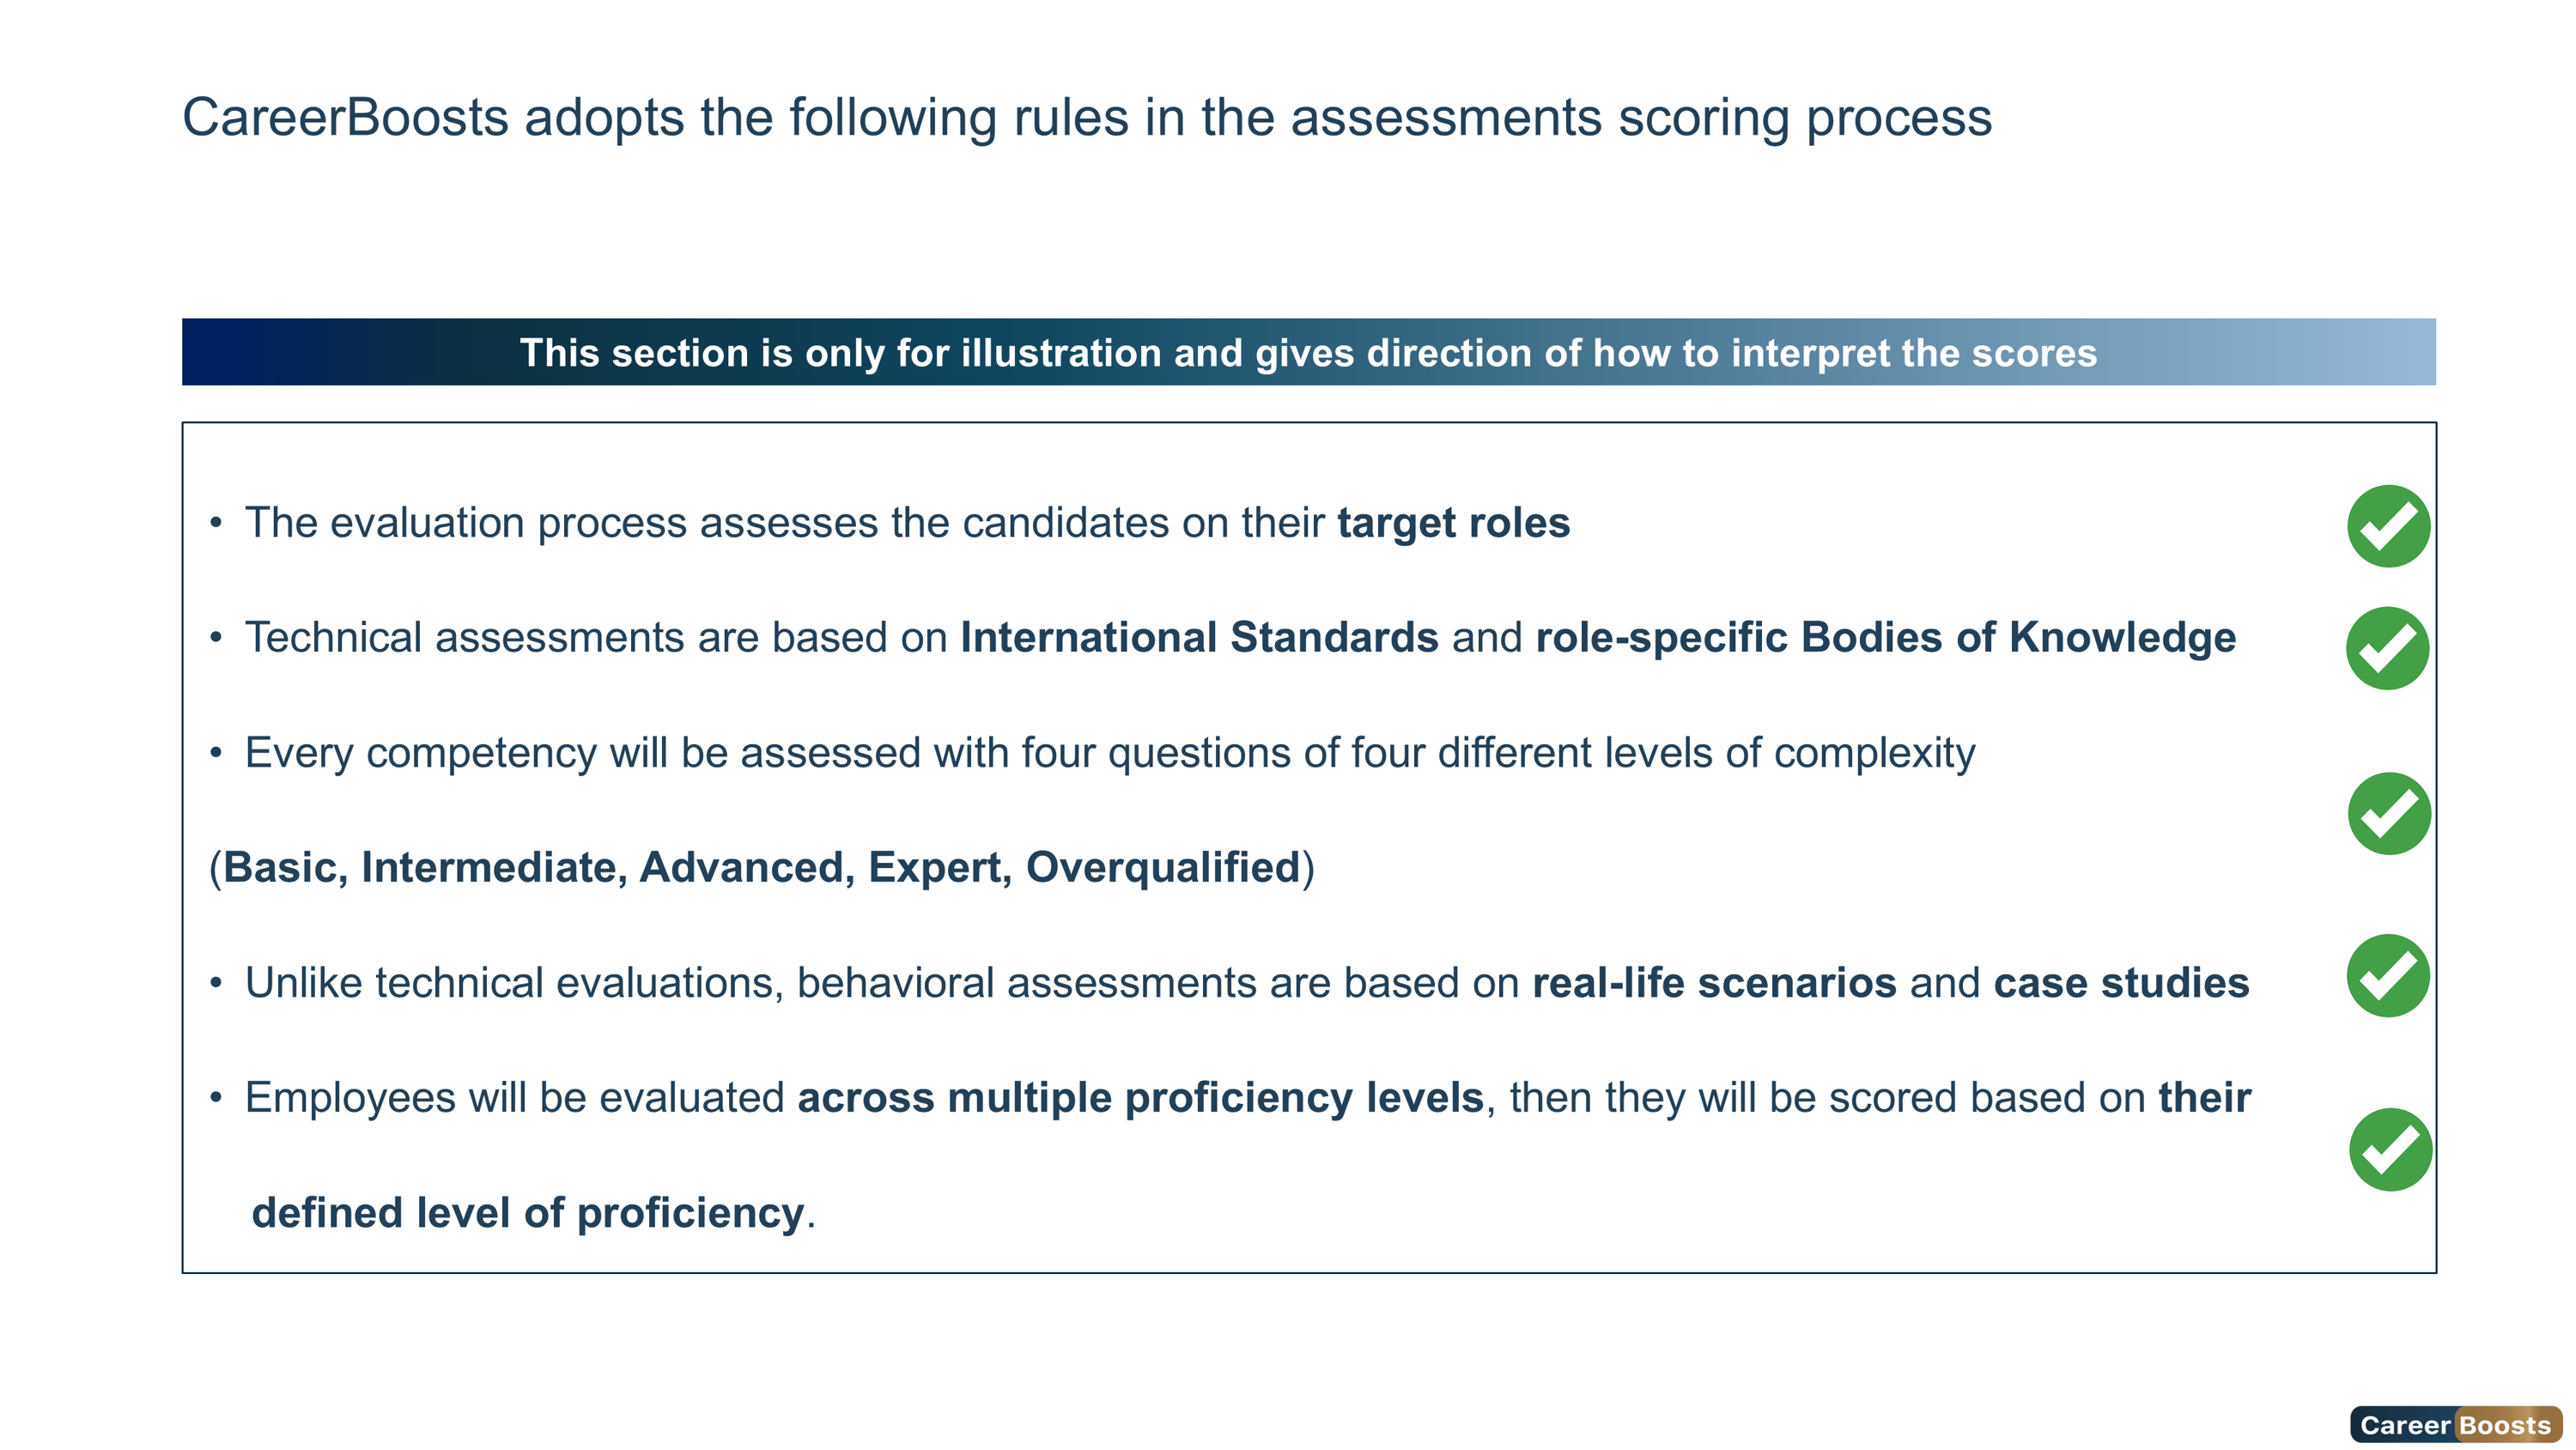 CareerBoosts adopts the following rules in the assessments scoring process
This section is only for illustration and gives direction of how to interpret the scores
• The evaluation process assesses the candidates on their target roles
• Technical assessments are based on International Standards and role-specific Bodies of Knowledge
• Every competency will be assessed with four questions of four different levels of complexity
(Basic, Intermediate, Advanced, Expert, Overqualified)
• Unlike technical evaluations, behavioral assessments are based on real-life scenarios and case studies
• Employees will be evaluated across multiple proficiency levels, then they will be scored based on their
defined level of proficiency.
Career Boosts